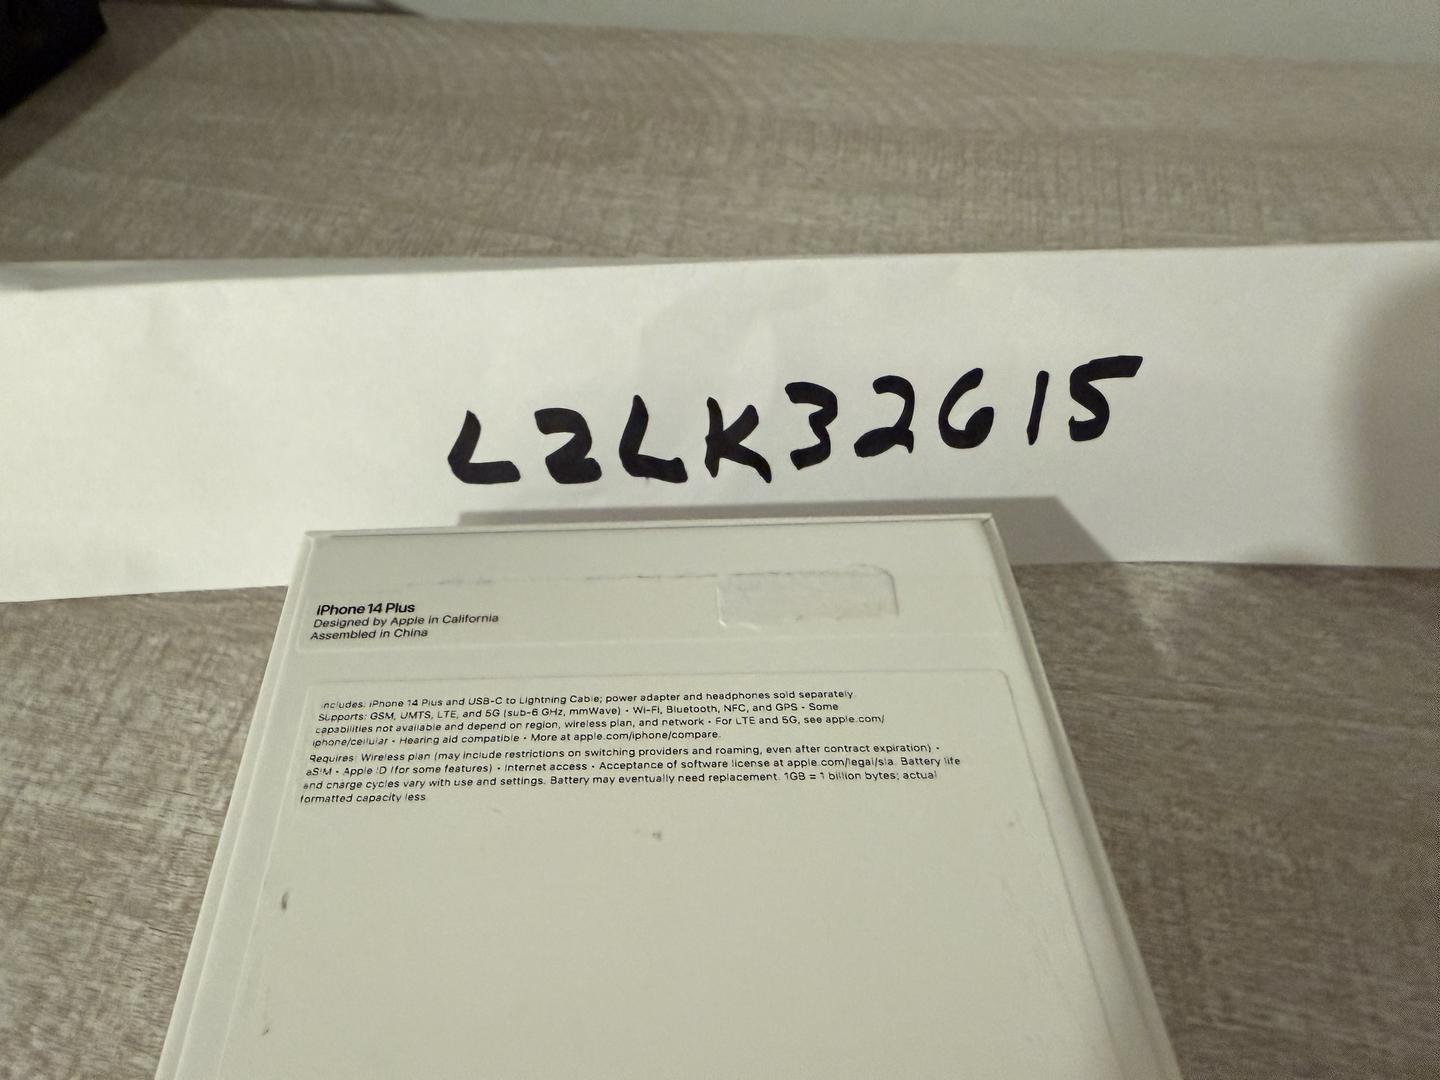 LZLK32G15
iPhone 14 Plus
Designed by Apple in California
Assembled in China
Includes: iPhone 14 Plus and USB-C to Lightning Cable; power adapter and headphones sold separately.
Supports: GSM, UMTS, LTE, and 5G (sub-6 GHz, mmWave) • Wi-Fi, Bluetooth, NFC, and GPS • Some
capabilities not available and depend on region, wireless plan, and network • For LTE and 5G, see apple.com/
iphone/cellular • Hearing aid compatible • More at apple.com/iphone/compare.
Requires: Wireless plan (may include restrictions on switching providers and roaming, even after contract expiration) •
eSIM • Apple ID (for some features) • Internet access • Acceptance of software license at apple.com/legal/sla. Battery life
and charge cycles vary with use and settings. Battery may eventually need replacement. 1GB = 1 billion bytes; actual
formatted capacity less